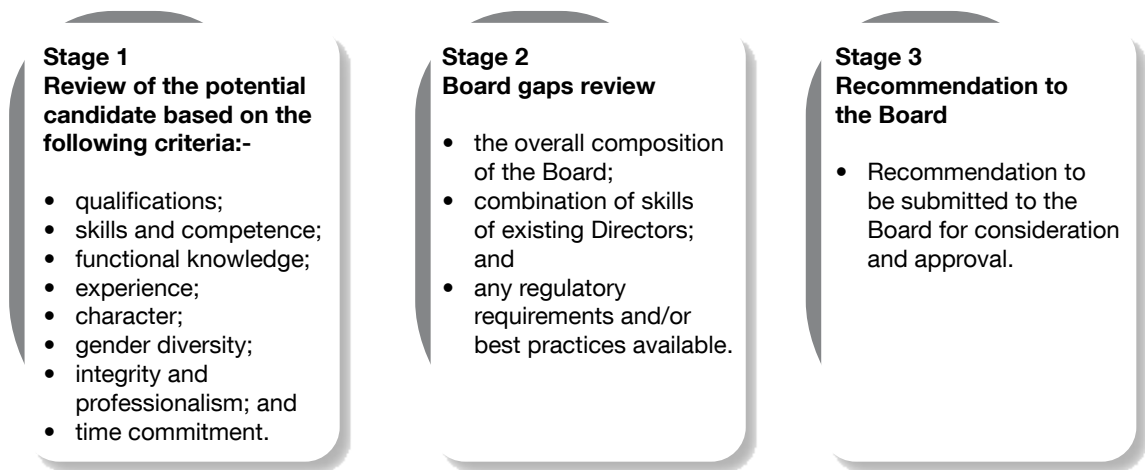 Stage 1
Review of the potential
candidate based on the
following criteria:-
• qualifications;
• skills and competence;
• functional knowledge;
• experience;
• character;
• gender diversity;
• integrity and
professionalism; and
• time commitment.
Stage 2
Board gaps review
• the overall composition
of the Board;
• combination of skills
of existing Directors;
and
• any regulatory
requirements and/or
best practices available.
Stage 3
Recommendation to
the Board
• Recommendation to
be submitted to the
Board for consideration
and approval.